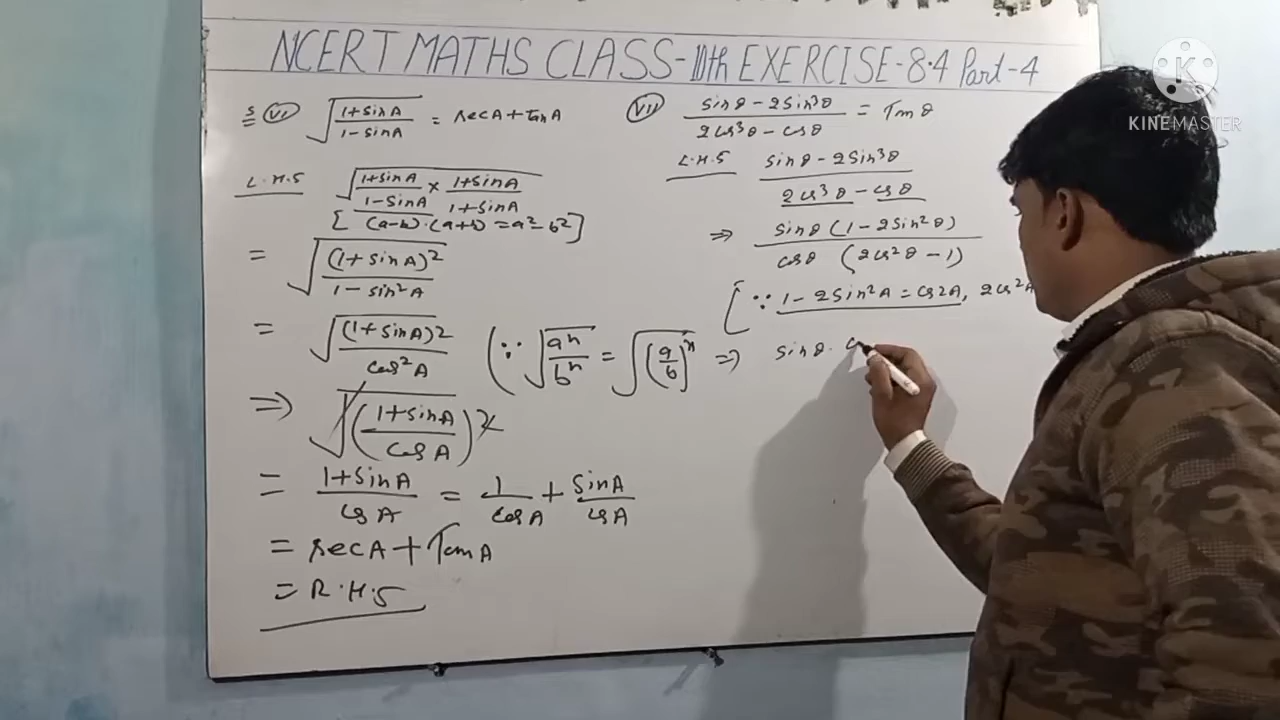 NCERT MATHS CLASS-10th EXERCISE-8.4 Part-4
5 (VI) √((1+sinA)/(1-sinA)) = secA+tanA
L.H.S √((1+sinA)/(1-sinA) × (1+sinA)/(1+sinA))
[(a-b)·(a+b) = a²-b²]
= √((1+sinA)²/(1-sin²A))
= √((1+sinA)²/cos²A) (∵ √(aⁿ/bⁿ) = √(a/b)ⁿ
⇒ √((1+sinA)/cosA)²
= (1+sinA)/cosA = 1/cosA + sinA/cosA
= secA+TanA
= R.H.S
(VII) (sinθ-2sin³θ)/(2cos³θ-cosθ) = Tanθ
L.H.S (sinθ-2sin³θ)/(2cos³θ-cosθ)
⇒ sinθ(1-2sin²θ)/cosθ (2cos²θ-1)
[∵ 1-2sin²A = cos2A, 2cos²A
⇒ sinθ·
KINEMASTER